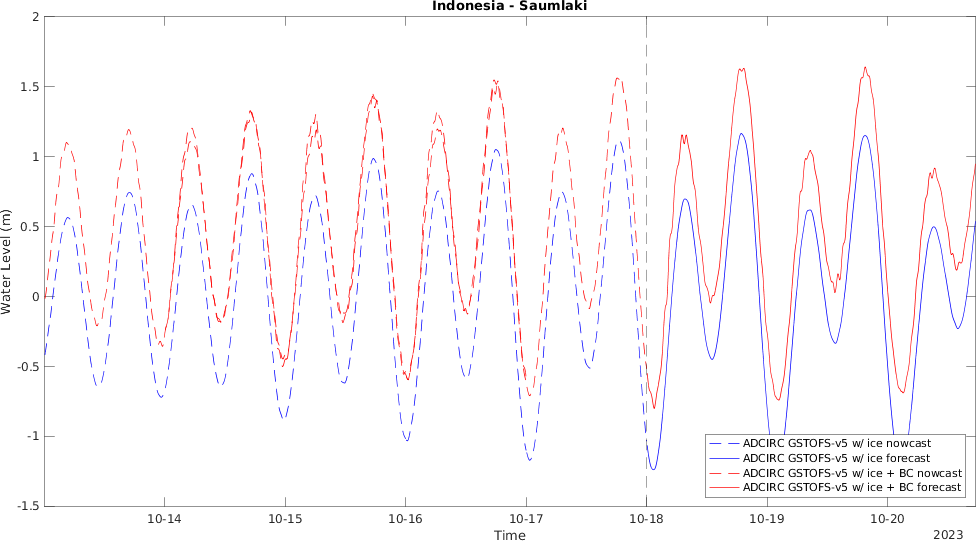 Indonesia - Saumlaki
Water Level (m)
2
1.5
1
0.5
0
-0.5
-1
-1.5
10-14
10-15
10-16
10-17
10-18
10-19
10-20
Time
2023
ADCIRC GSTOFS-v5 w/ ice nowcast
ADCIRC GSTOFS-v5 w/ ice forecast
ADCIRC GSTOFS-v5 w/ ice + BC nowcast
ADCIRC GSTOFS-v5 w/ ice + BC forecast